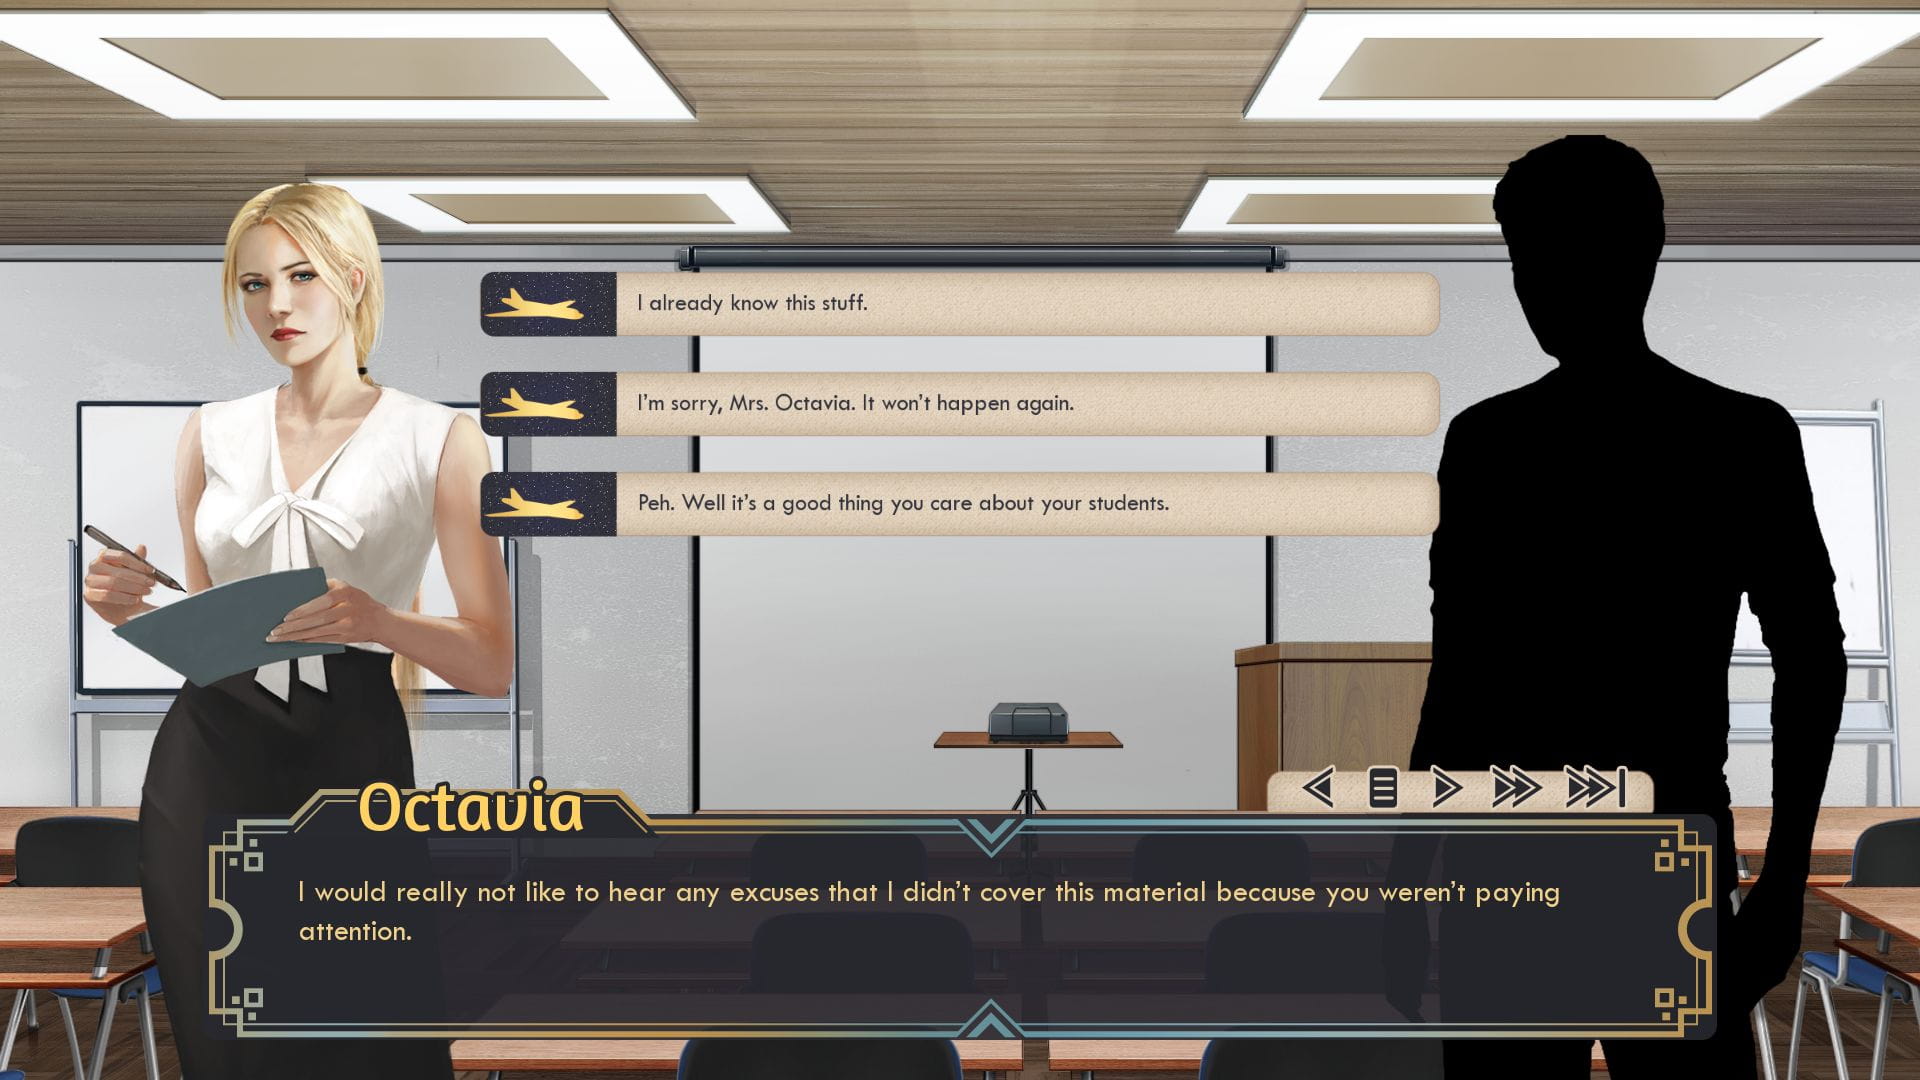 I already know this stuff.
I'm sorry, Mrs. Octavia. It won't happen again.
Peh. Well it's a good thing you care about your students.
Octavia
I would really not like to hear any excuses that I didn't cover this material because you weren't paying
attention.